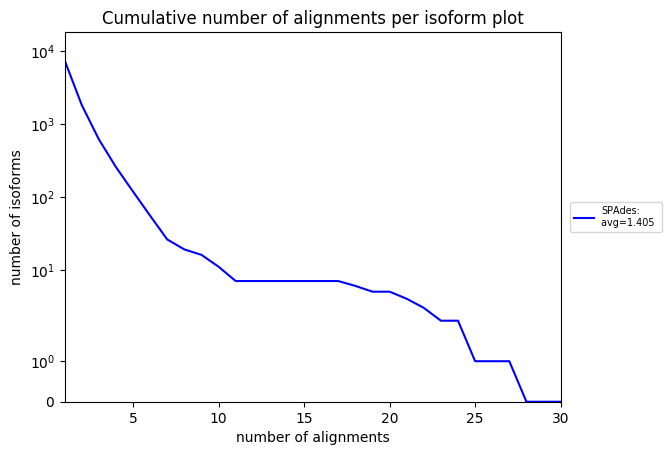 Cumulative number of alignments per isoform plot
number of isoforms
10^4
10^3
10^2
10^1
10^0
0
5 10 15 20 25 30
number of alignments
SPAdes:
avg=1.405